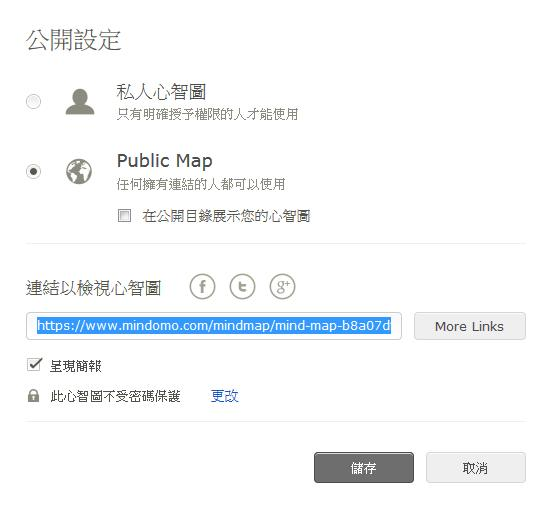 公開設定
私人心智圖
只有明確授予權限的人才能使用
Public Map
任何擁有連結的人都可以使用
在公開目錄展示您的心智圖
連結以檢視心智圖
f t g+
https://www.mindomo.com/mindmap/mind-map-b8a07d
More Links
呈現簡報
此心智圖不受密碼保護 更改
儲存 取消